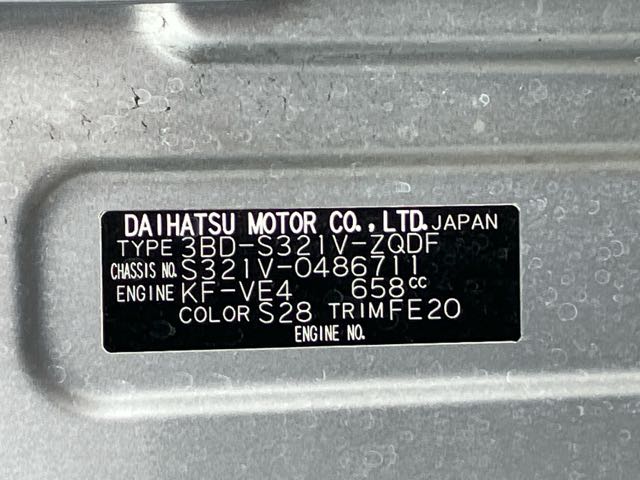 DAIHATSU MOTOR CO., LTD. JAPAN
TYPE 3BD-S321V-ZQDF
CHASSIS NO. S321V-0486711
ENGINE KF-VE4 658cc
COLOR S28 TRIM FE20
ENGINE NO.